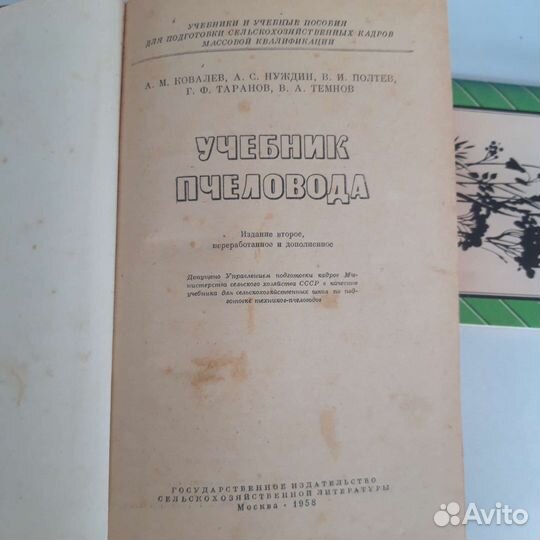 УЧЕБНИКИ И УЧЕБНЫЕ ПОСОБИЯ
ДЛЯ ПОДГОТОВКИ СЕЛЬСКОХОЗЯЙСТВЕННЫХ КАДРОВ
МАССОВОЙ КВАЛИФИКАЦИИ
А. М. КОВАЛЕВ, А. С. НУЖДИН, В. И. ПОЛТЕВ,
Г. Ф. ТАРАНОВ, В. А. ТЕМНОВ
УЧЕБНИК
ПЧЕЛОВОДА
Издание второе,
переработанное и дополненное
Допущено Управлением подготовки кадров Ми-
нистерства сельского хозяйства СССР в качестве
учебника для сельскохозяйственных школ по под-
готовке техников-пчеловодов
ГОСУДАРСТВЕННОЕ ИЗДАТЕЛЬСТВО
СЕЛЬСКОХОЗЯЙСТВЕННОЙ ЛИТЕРАТУРЫ
Москва · 1958
Avito